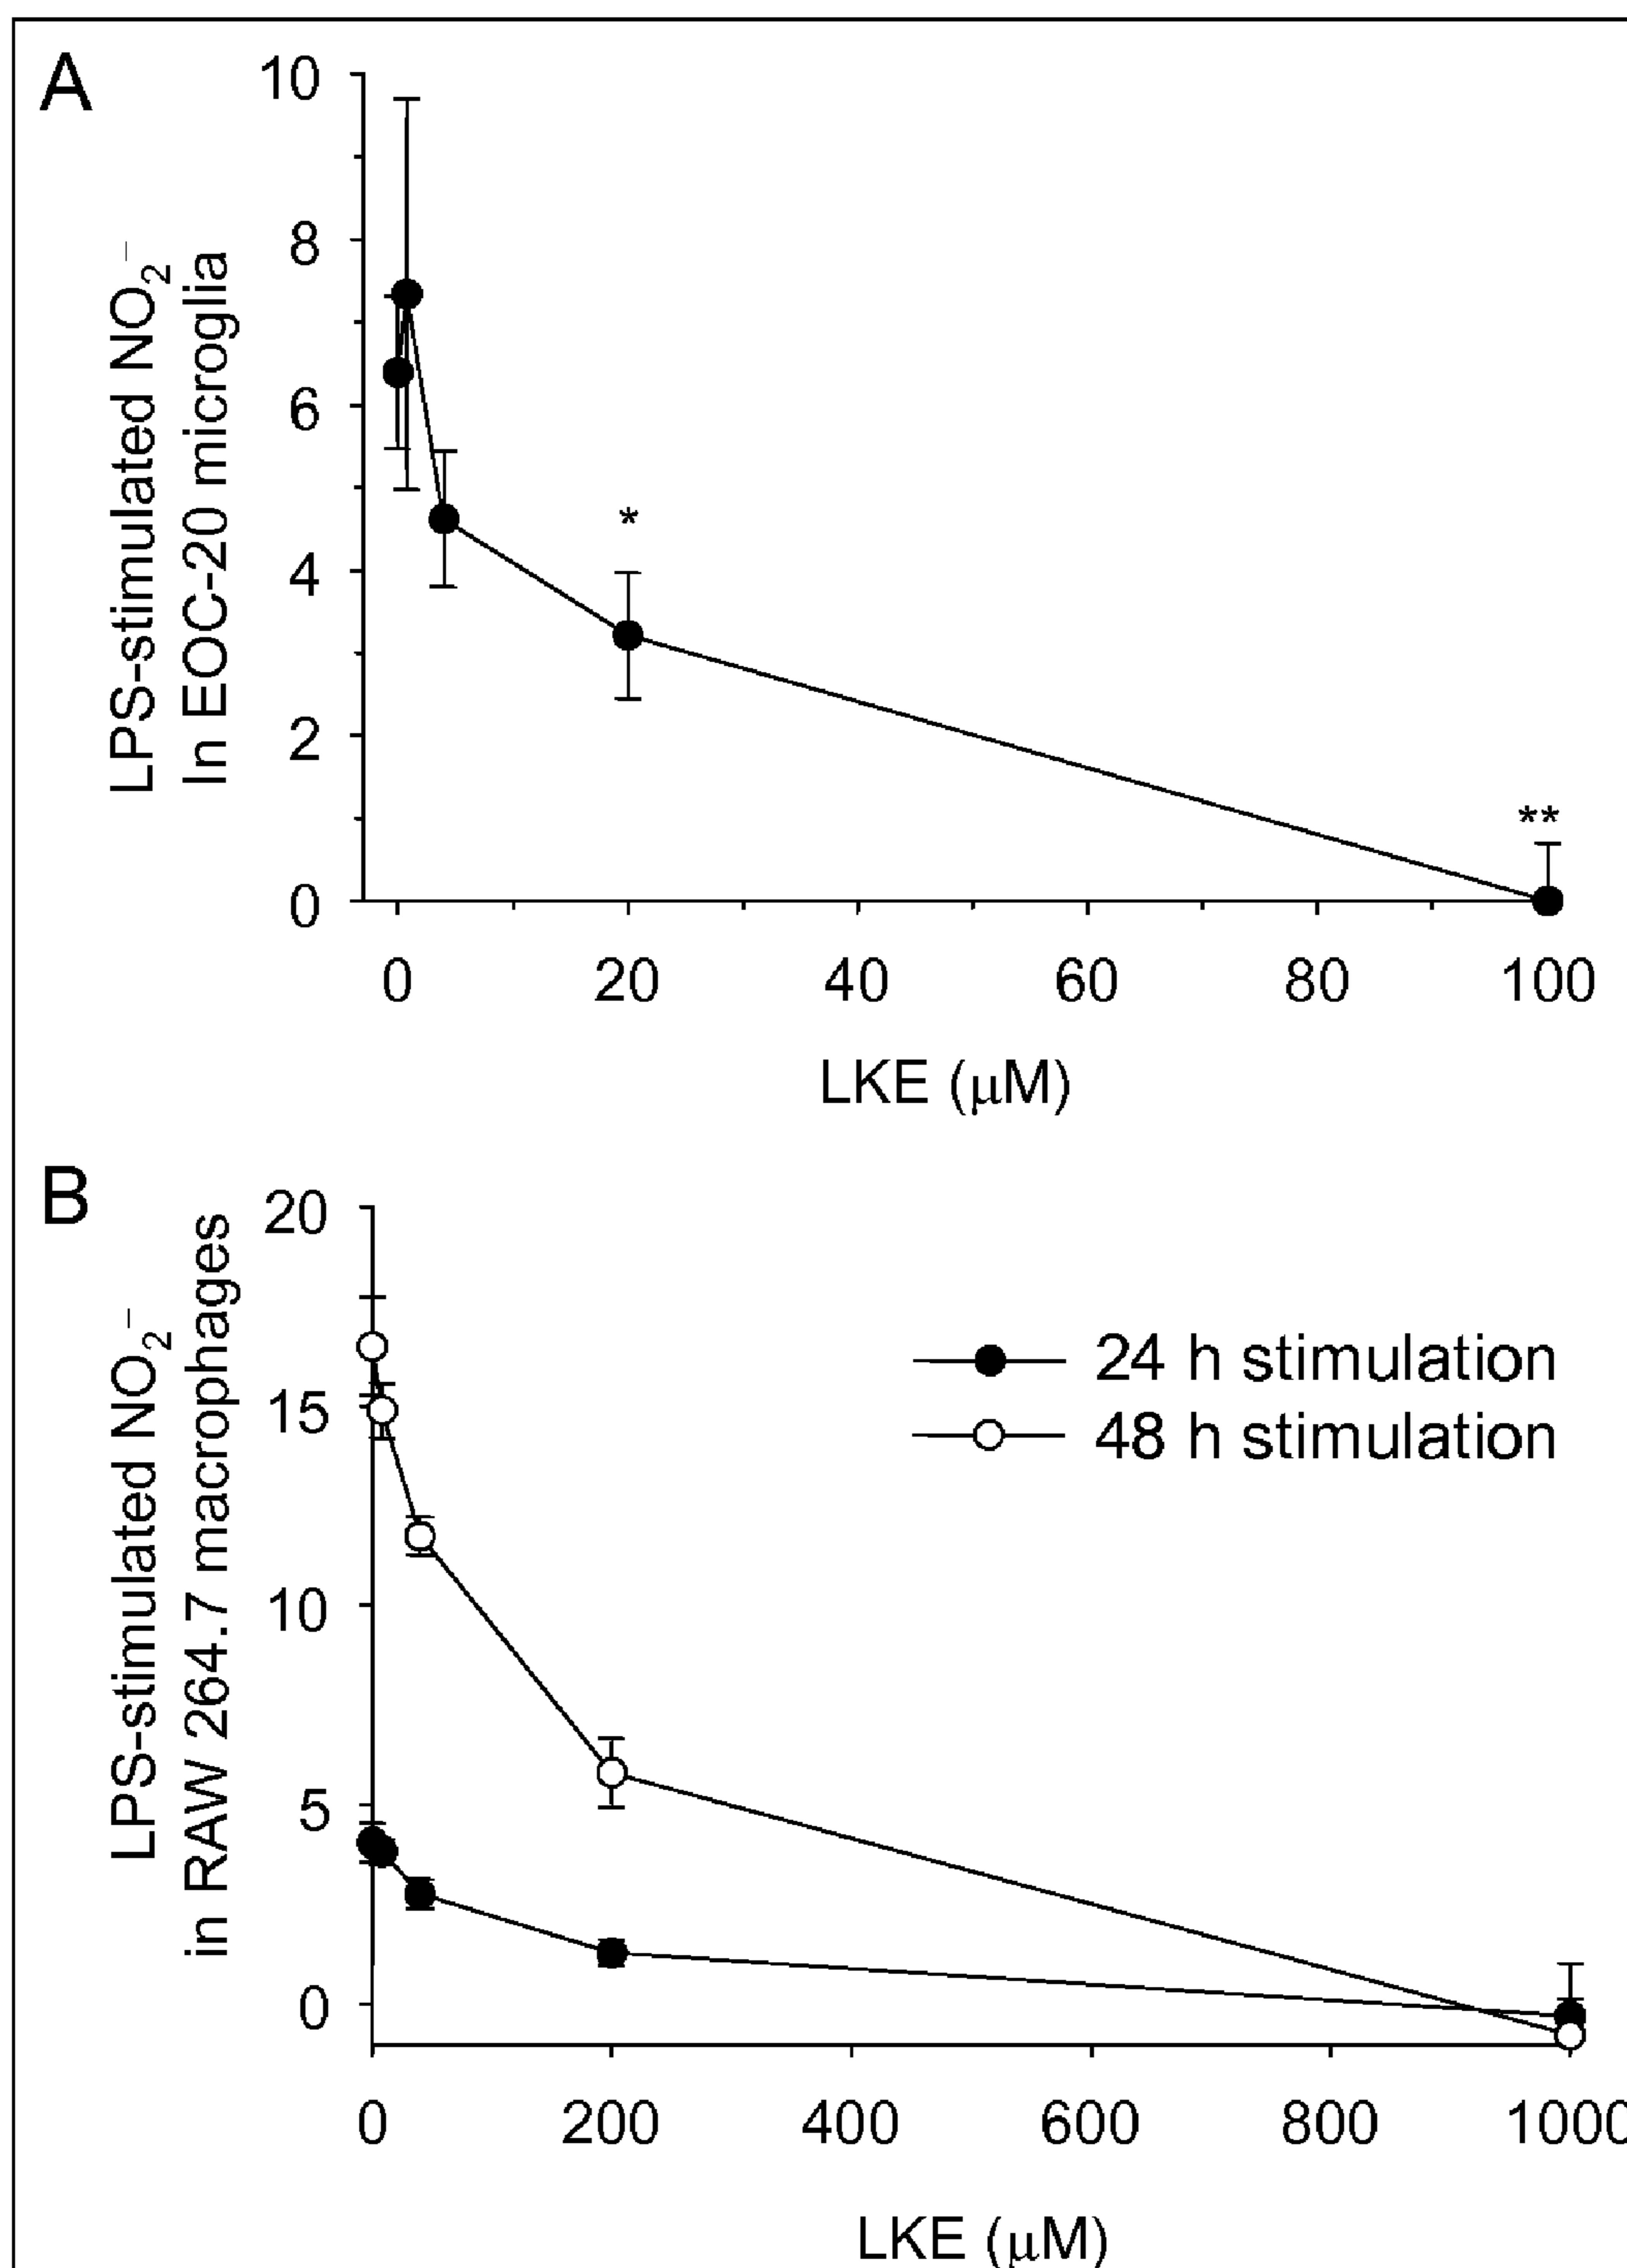 A
10
8
6
4
2
0
LPS-stimulated NO₂⁻
In EOC-20 microglia
*
**
0 20 40 60 80 100
LKE (μM)
B
20
15
10
5
0
LPS-stimulated NO₂⁻
in RAW 264.7 macrophages
24 h stimulation
48 h stimulation
0 200 400 600 800 1000
LKE (μM)